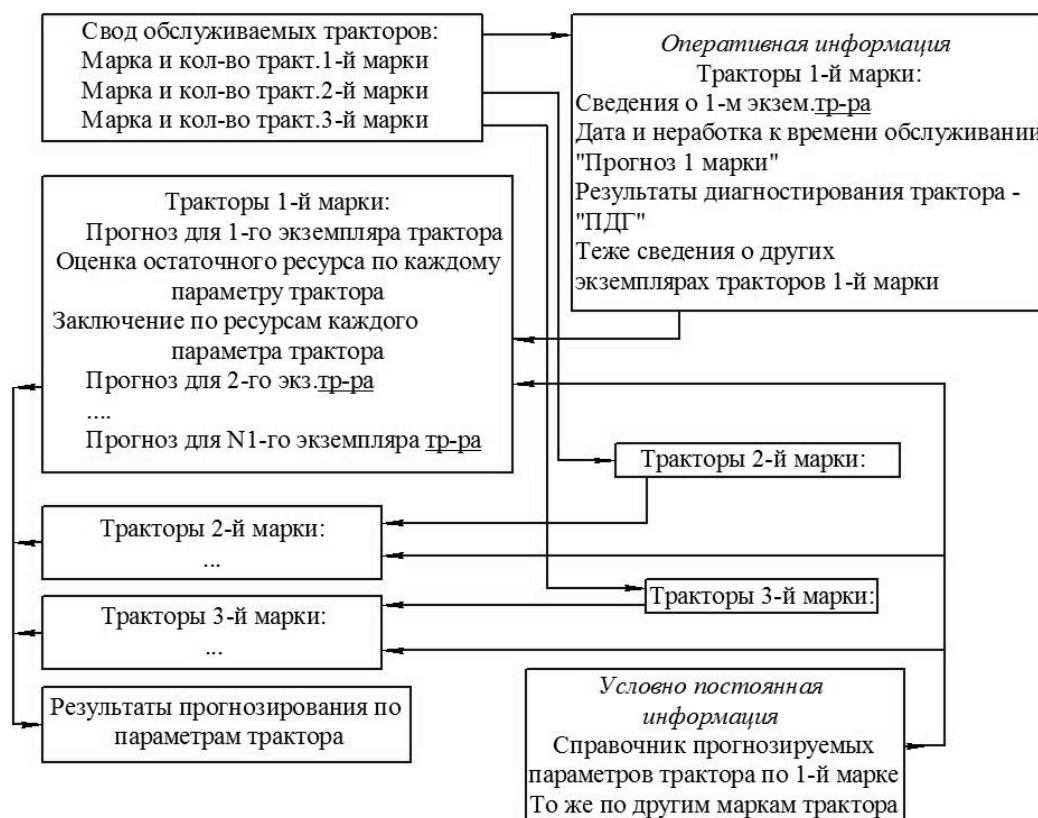 Свод обслуживаемых тракторов:
Марка и кол-во тракт.1-й марки
Марка и кол-во тракт.2-й марки
Марка и кол-во тракт.3-й марки
Оперативная информация
Тракторы 1-й марки:
Сведения о 1-м экзем.тр-ра
Дата и неработка к времени обслуживании
"Прогноз 1 марки"
Результаты диагностирования трактора -
"ПДГ"
Теже сведения о других
экземплярах тракторов 1-й марки
Тракторы 1-й марки:
Прогноз для 1-го экземпляра трактора
Оценка остаточного ресурса по каждому
параметру трактора
Заключение по ресурсам каждого
параметра трактора
Прогноз для 2-го экз.тр-ра
....
Прогноз для N1-го экземпляра тр-ра
Тракторы 2-й марки:
Тракторы 2-й марки:
...
Тракторы 3-й марки:
Тракторы 3-й марки:
...
Результаты прогнозирования по
параметрам трактора
Условно постоянная
информация
Справочник прогнозируемых
параметров трактора по 1-й марке
То же по другим маркам трактора